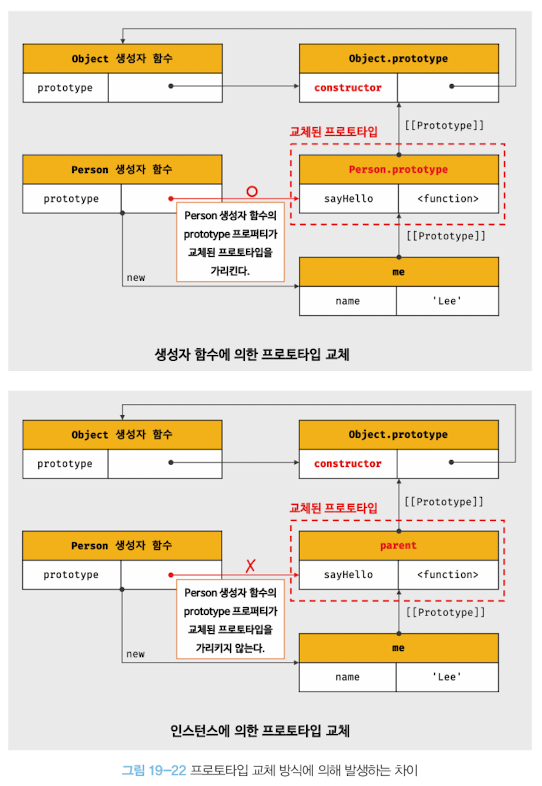 Object 생성자 함수
prototype
Object.prototype
constructor
[[Prototype]]
교체된 프로토타입
Person 생성자 함수
prototype
Person.prototype
sayHello
<function>
Person 생성자 함수의
prototype 프로퍼티가
교체된 프로토타입을
가리킨다.
[[Prototype]]
new
me
name
'Lee'
생성자 함수에 의한 프로토타입 교체
Object 생성자 함수
prototype
Object.prototype
constructor
[[Prototype]]
교체된 프로토타입
Person 생성자 함수
prototype
X
parent
sayHello
<function>
Person 생성자 함수의
prototype 프로퍼티가
교체된 프로토타입을
가리키지 않는다.
[[Prototype]]
new
me
name
'Lee'
인스턴스에 의한 프로토타입 교체
그림 19-22 프로토타입 교체 방식에 의해 발생하는 차이